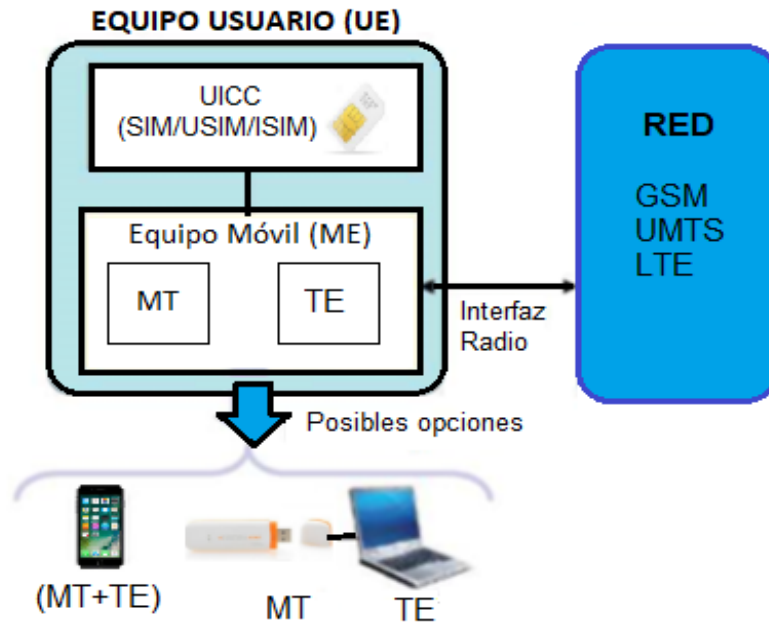 EQUIPO USUARIO (UE)
UICC
(SIM/USIM/ISIM)
Equipo Móvil (ME)
MT
TE
Interfaz
Radio
RED
GSM
UMTS
LTE
Posibles opciones
(MT+TE)
MT
TE